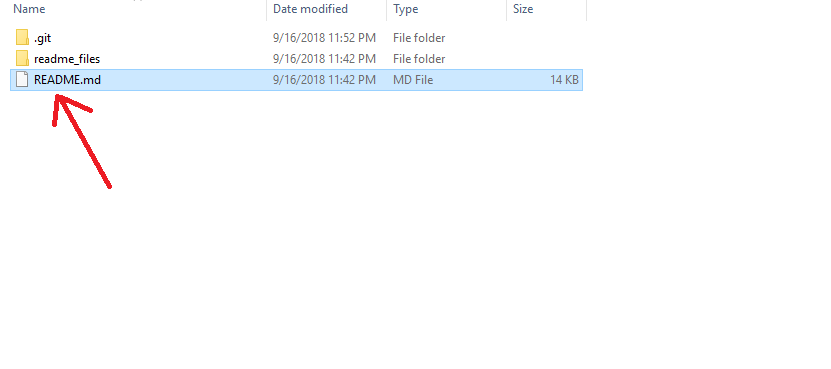 Name Date modified Type Size
.git 9/16/2018 11:52 PM File folder
readme_files 9/16/2018 11:42 PM File folder
README.md 9/16/2018 11:42 PM MD File 14 KB